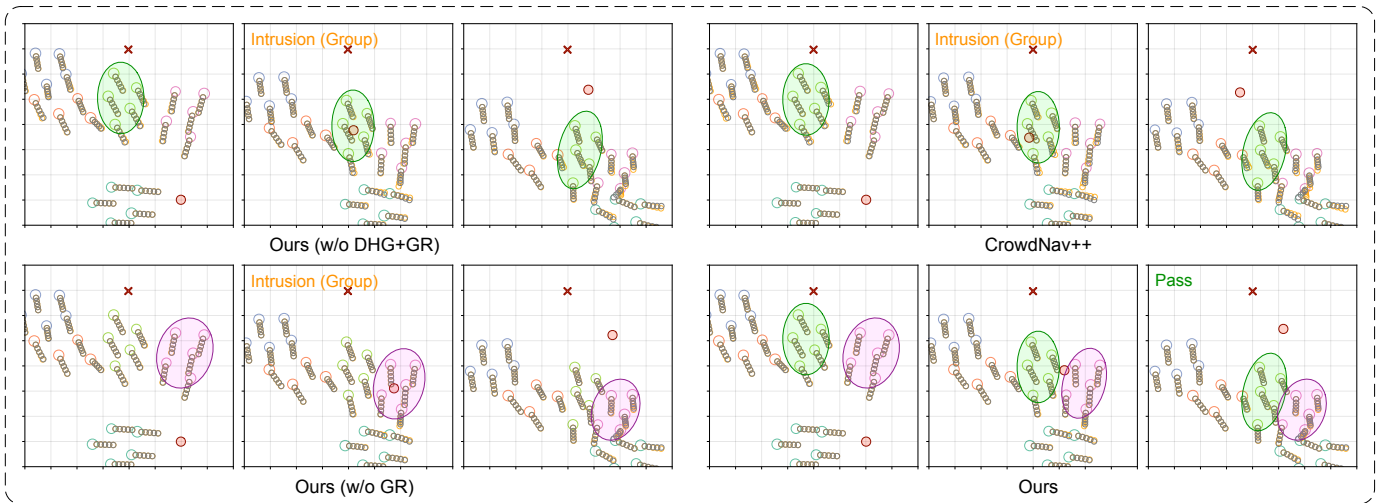 Intrusion (Group)
Intrusion (Group)
Ours (w/o DHG+GR)
CrowdNav++
Intrusion (Group)
Pass
Ours (w/o GR)
Ours